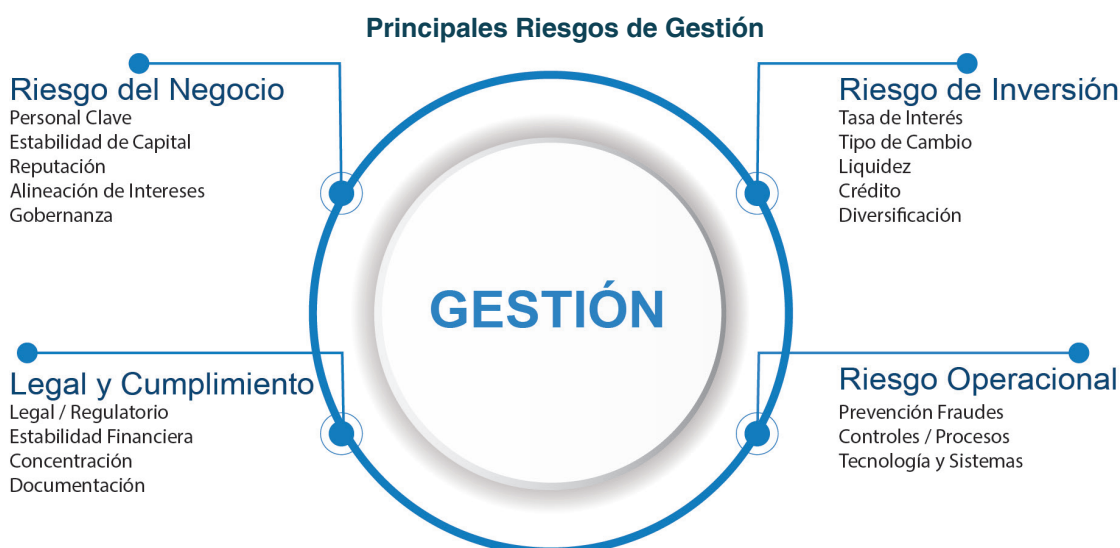 Principales Riesgos de Gestión
Riesgo del Negocio
Personal Clave
Estabilidad de Capital
Reputación
Alineación de Intereses
Gobernanza
Riesgo de Inversión
Tasa de Interés
Tipo de Cambio
Liquidez
Crédito
Diversificación
GESTIÓN
Legal y Cumplimiento
Legal / Regulatorio
Estabilidad Financiera
Concentración
Documentación
Riesgo Operacional
Prevención Fraudes
Controles / Procesos
Tecnología y Sistemas